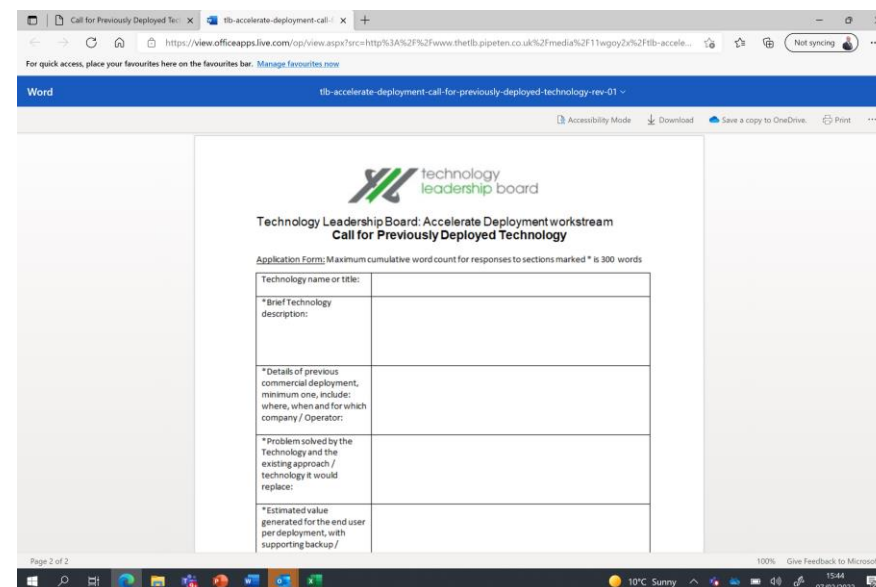 Call for Previously Deployed Tec
tlb-accelerate-deployment-call-f
https://view.officeapps.live.com/op/view.aspx?src=http%3A%2F%2Fwww.thetlb.pipeten.co.uk%2Fmedia%2F11wgoy2x%2Ftlb-accele...
Not syncing
For quick access, place your favourites here on the favourites bar. Manage favourites now
Word
tlb-accelerate-deployment-call-for-previously-deployed-technology-rev-01
Accessibility Mode Download Save a copy to OneDrive. Print ...
technology
leadership board
Technology Leadership Board: Accelerate Deployment workstream
Call for Previously Deployed Technology
Application Form: Maximum cumulative word count for responses to sections marked * is 300 words
Technology name or title:
*Brief Technology
description:
*Details of previous
commercial deployment,
minimum one, include:
where, when and for which
company / Operator:
*Problem solved by the
Technology and the
existing approach /
technology it would
replace:
*Estimated value
generated for the end user
per deployment, with
supporting backup /
Page 2 of 2
100% Give Feedback to Microsof
10°C Sunny
15:44